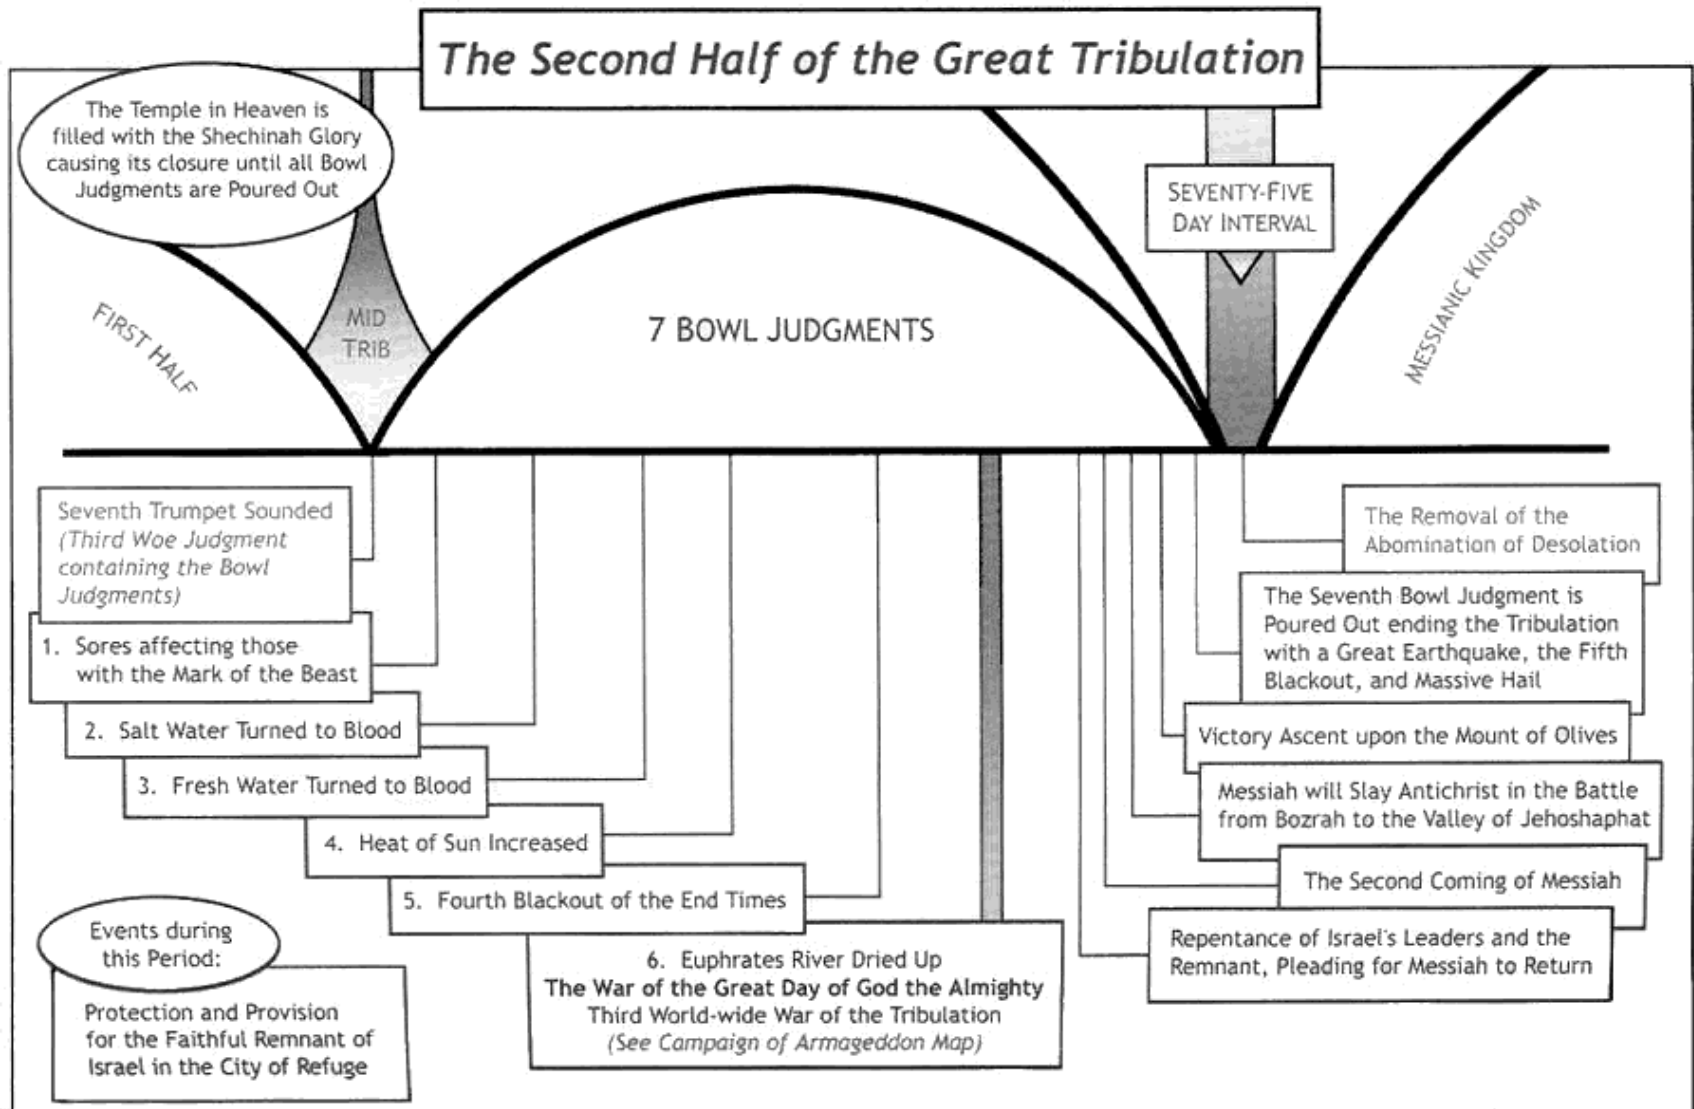 The Second Half of the Great Tribulation
The Temple in Heaven is
filled with the Shechinah Glory
causing its closure until all Bowl
Judgments are Poured Out
FIRST HALF
MID
TRIB
7 BOWL JUDGMENTS
SEVENTY-FIVE
DAY INTERVAL
MESSIANIC KINGDOM
Seventh Trumpet Sounded
(Third Woe Judgment
containing the Bowl
Judgments)
1. Sores affecting those
with the Mark of the Beast
2. Salt Water Turned to Blood
3. Fresh Water Turned to Blood
4. Heat of Sun Increased
5. Fourth Blackout of the End Times
6. Euphrates River Dried Up
The War of the Great Day of God the Almighty
Third World-wide War of the Tribulation
(See Campaign of Armageddon Map)
Events during
this Period:
Protection and Provision
for the Faithful Remnant of
Israel in the City of Refuge
The Removal of the
Abomination of Desolation
The Seventh Bowl Judgment is
Poured Out ending the Tribulation
with a Great Earthquake, the Fifth
Blackout, and Massive Hail
Victory Ascent upon the Mount of Olives
Messiah will Slay Antichrist in the Battle
from Bozrah to the Valley of Jehoshaphat
The Second Coming of Messiah
Repentance of Israel's Leaders and the
Remnant, Pleading for Messiah to Return